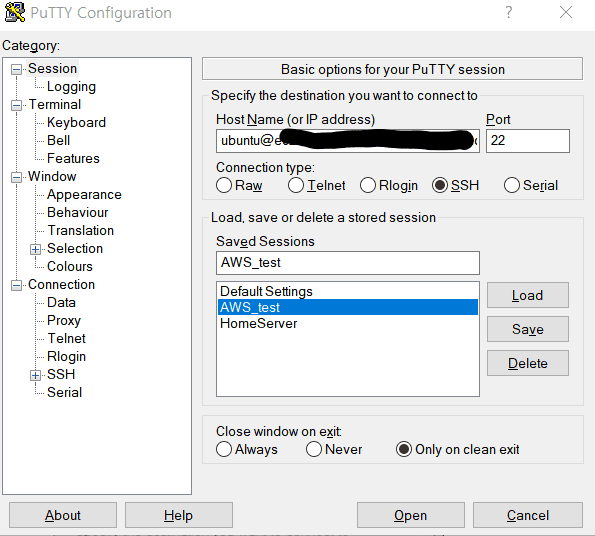 PuTTY Configuration
Category:
Session
Logging
Terminal
Keyboard
Bell
Features
Window
Appearance
Behaviour
Translation
Selection
Colours
Connection
Data
Proxy
Telnet
Rlogin
SSH
Serial
Basic options for your PuTTY session
Specify the destination you want to connect to
Host Name (or IP address) Port
ubuntu@ 22
Connection type:
Raw Telnet Rlogin SSH Serial
Load, save or delete a stored session
Saved Sessions
AWS_test
Default Settings
AWS_test
HomeServer
Load
Save
Delete
Close window on exit:
Always Never Only on clean exit
About Help Open Cancel